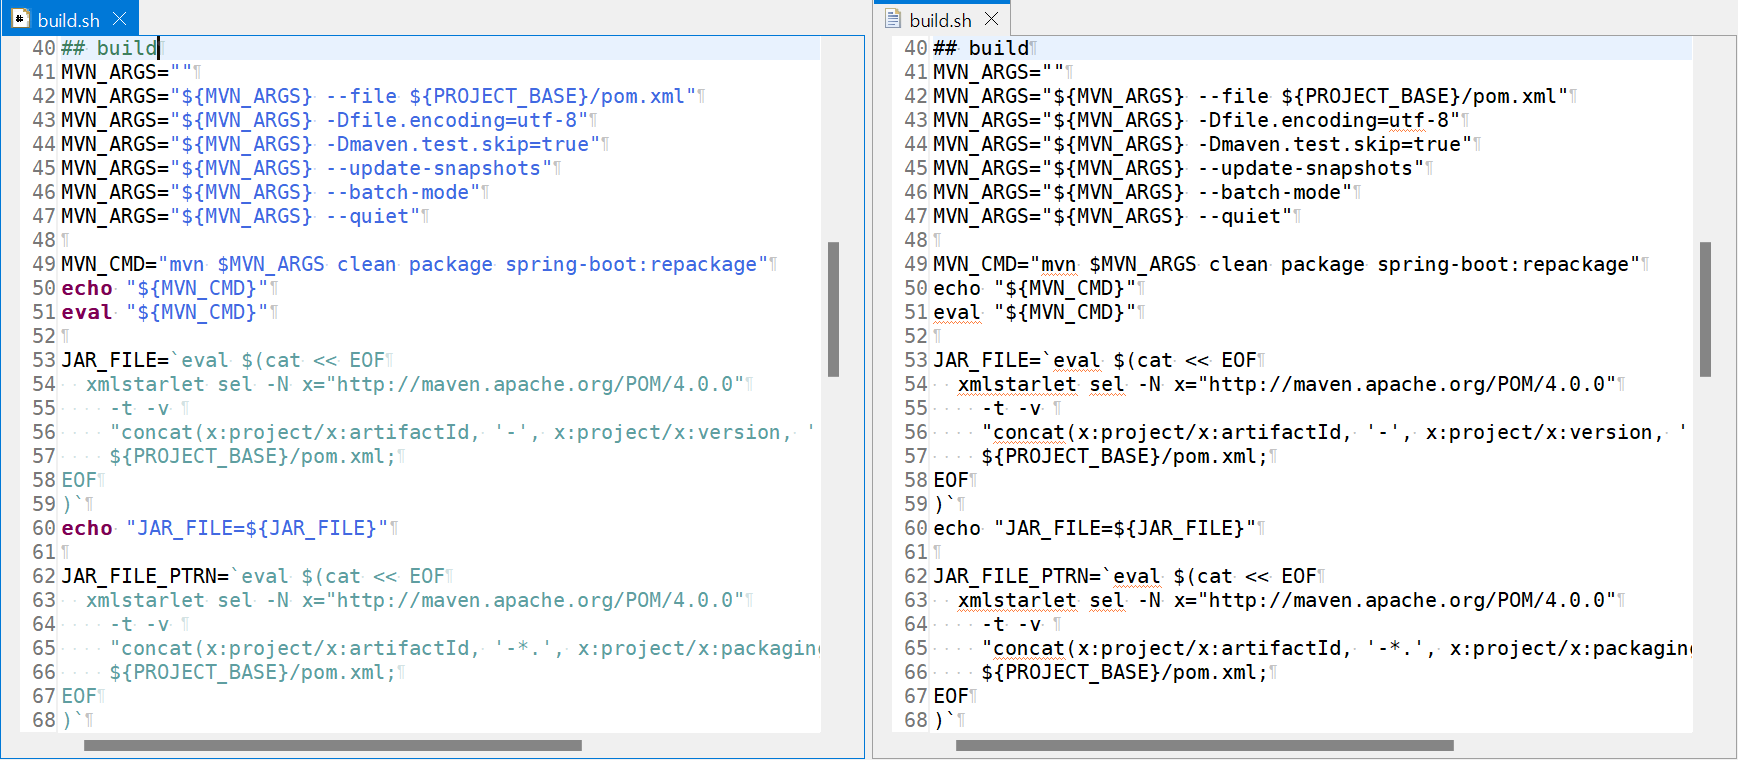 build.sh
40 ## build
41 MVN_ARGS=""
42 MVN_ARGS="${MVN_ARGS} --file ${PROJECT_BASE}/pom.xml"
43 MVN_ARGS="${MVN_ARGS} -Dfile.encoding=utf-8"
44 MVN_ARGS="${MVN_ARGS} -Dmaven.test.skip=true"
45 MVN_ARGS="${MVN_ARGS} --update-snapshots"
46 MVN_ARGS="${MVN_ARGS} --batch-mode"
47 MVN_ARGS="${MVN_ARGS} --quiet"
48
49 MVN_CMD="mvn $MVN_ARGS clean package spring-boot:repackage"
50 echo "${MVN_CMD}"
51 eval "${MVN_CMD}"
52
53 JAR_FILE=`eval $(cat << EOF
54   xmlstarlet sel -N x="http://maven.apache.org/POM/4.0.0"
55     -t -v
56     "concat(x:project/x:artifactId, '-', x:project/x:version, '
57     ${PROJECT_BASE}/pom.xml;
58 EOF
59 )`
60 echo "JAR_FILE=${JAR_FILE}"
61
62 JAR_FILE_PTRN=`eval $(cat << EOF
63   xmlstarlet sel -N x="http://maven.apache.org/POM/4.0.0"
64     -t -v
65     "concat(x:project/x:artifactId, '-*.', x:project/x:packaging
66     ${PROJECT_BASE}/pom.xml;
67 EOF
68 )`
build.sh
40 ## build
41 MVN_ARGS=""
42 MVN_ARGS="${MVN_ARGS} --file ${PROJECT_BASE}/pom.xml"
43 MVN_ARGS="${MVN_ARGS} -Dfile.encoding=utf-8"
44 MVN_ARGS="${MVN_ARGS} -Dmaven.test.skip=true"
45 MVN_ARGS="${MVN_ARGS} --update-snapshots"
46 MVN_ARGS="${MVN_ARGS} --batch-mode"
47 MVN_ARGS="${MVN_ARGS} --quiet"
48
49 MVN_CMD="mvn $MVN_ARGS clean package spring-boot:repackage"
50 echo "${MVN_CMD}"
51 eval "${MVN_CMD}"
52
53 JAR_FILE=`eval $(cat << EOF
54   xmlstarlet sel -N x="http://maven.apache.org/POM/4.0.0"
55     -t -v
56     "concat(x:project/x:artifactId, '-', x:project/x:version, '
57     ${PROJECT_BASE}/pom.xml;
58 EOF
59 )`
60 echo "JAR_FILE=${JAR_FILE}"
61
62 JAR_FILE_PTRN=`eval $(cat << EOF
63   xmlstarlet sel -N x="http://maven.apache.org/POM/4.0.0"
64     -t -v
65     "concat(x:project/x:artifactId, '-*.', x:project/x:packaging
66     ${PROJECT_BASE}/pom.xml;
67 EOF
68 )`